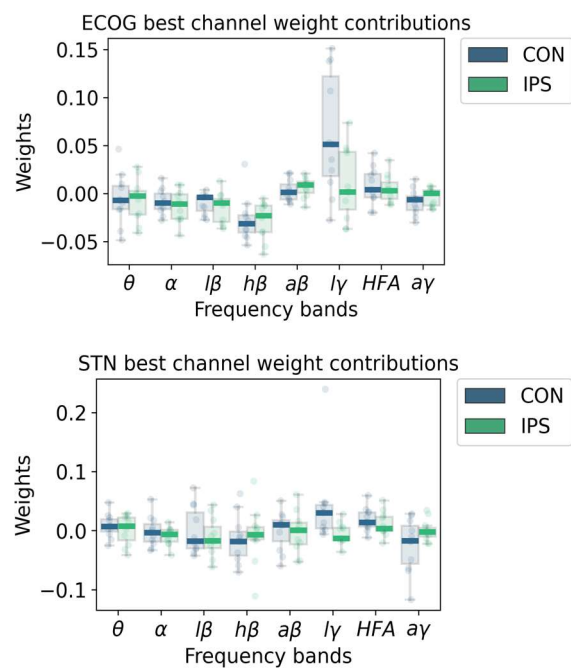 ECOG best channel weight contributions
0.15
0.10
0.05
0.00
−0.05
Weights
CON
IPS
θ α lβ hβ aβ lγ HFA aγ
Frequency bands
STN best channel weight contributions
0.2
0.1
0.0
−0.1
Weights
CON
IPS
θ α lβ hβ aβ lγ HFA aγ
Frequency bands